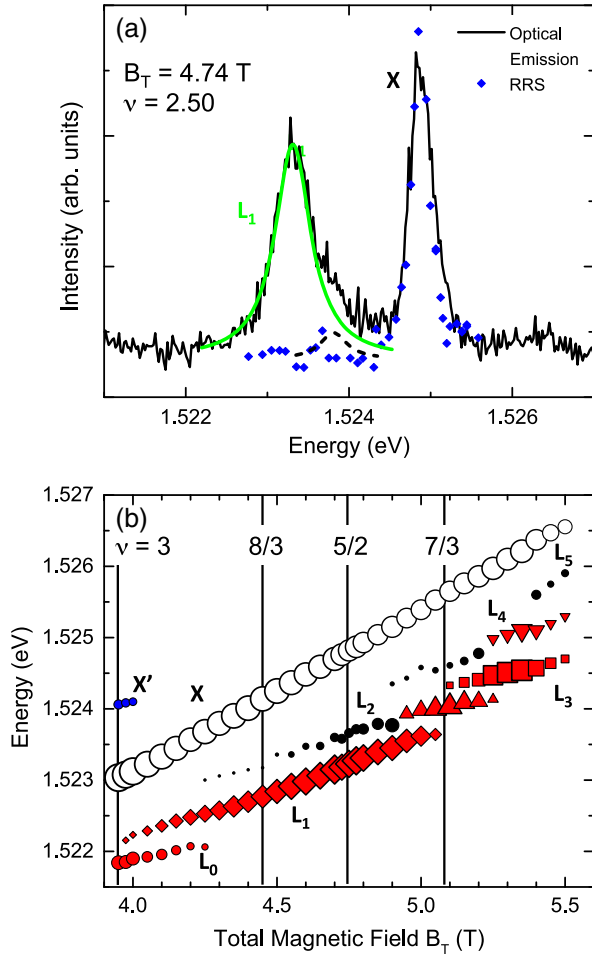 (a)
Optical
Emission
RRS
B_T = 4.74 T
ν = 2.50
X
L_1
Intensity (arb. units)
1.522
1.524
1.526
Energy (eV)
(b)
ν = 3
8/3
5/2
7/3
1.527
1.526
1.525
1.524
1.523
1.522
Energy (eV)
X'
X
L_0
L_1
L_2
L_3
L_4
L_5
4.0
4.5
5.0
5.5
Total Magnetic Field B_T (T)